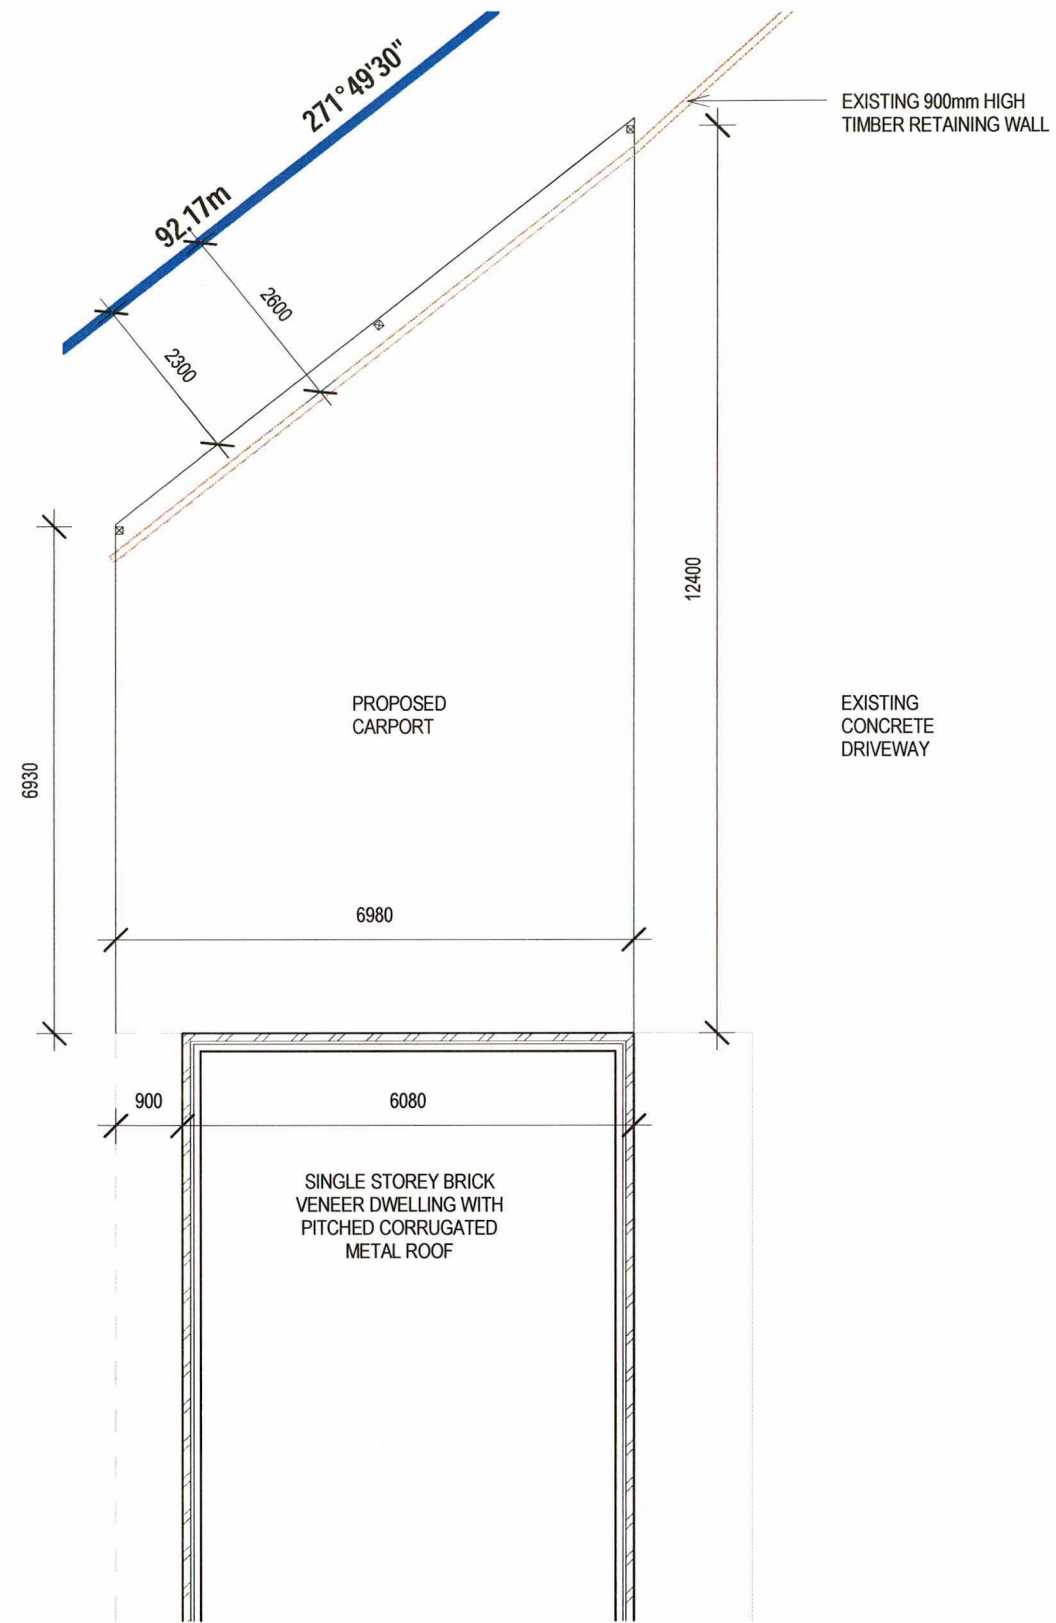 271°49'30"
92.17m
EXISTING 900mm HIGH
TIMBER RETAINING WALL
2600
2300
12400
PROPOSED
CARPORT
EXISTING
CONCRETE
DRIVEWAY
6930
6980
900
6080
SINGLE STOREY BRICK
VENEER DWELLING WITH
PITCHED CORRUGATED
METAL ROOF